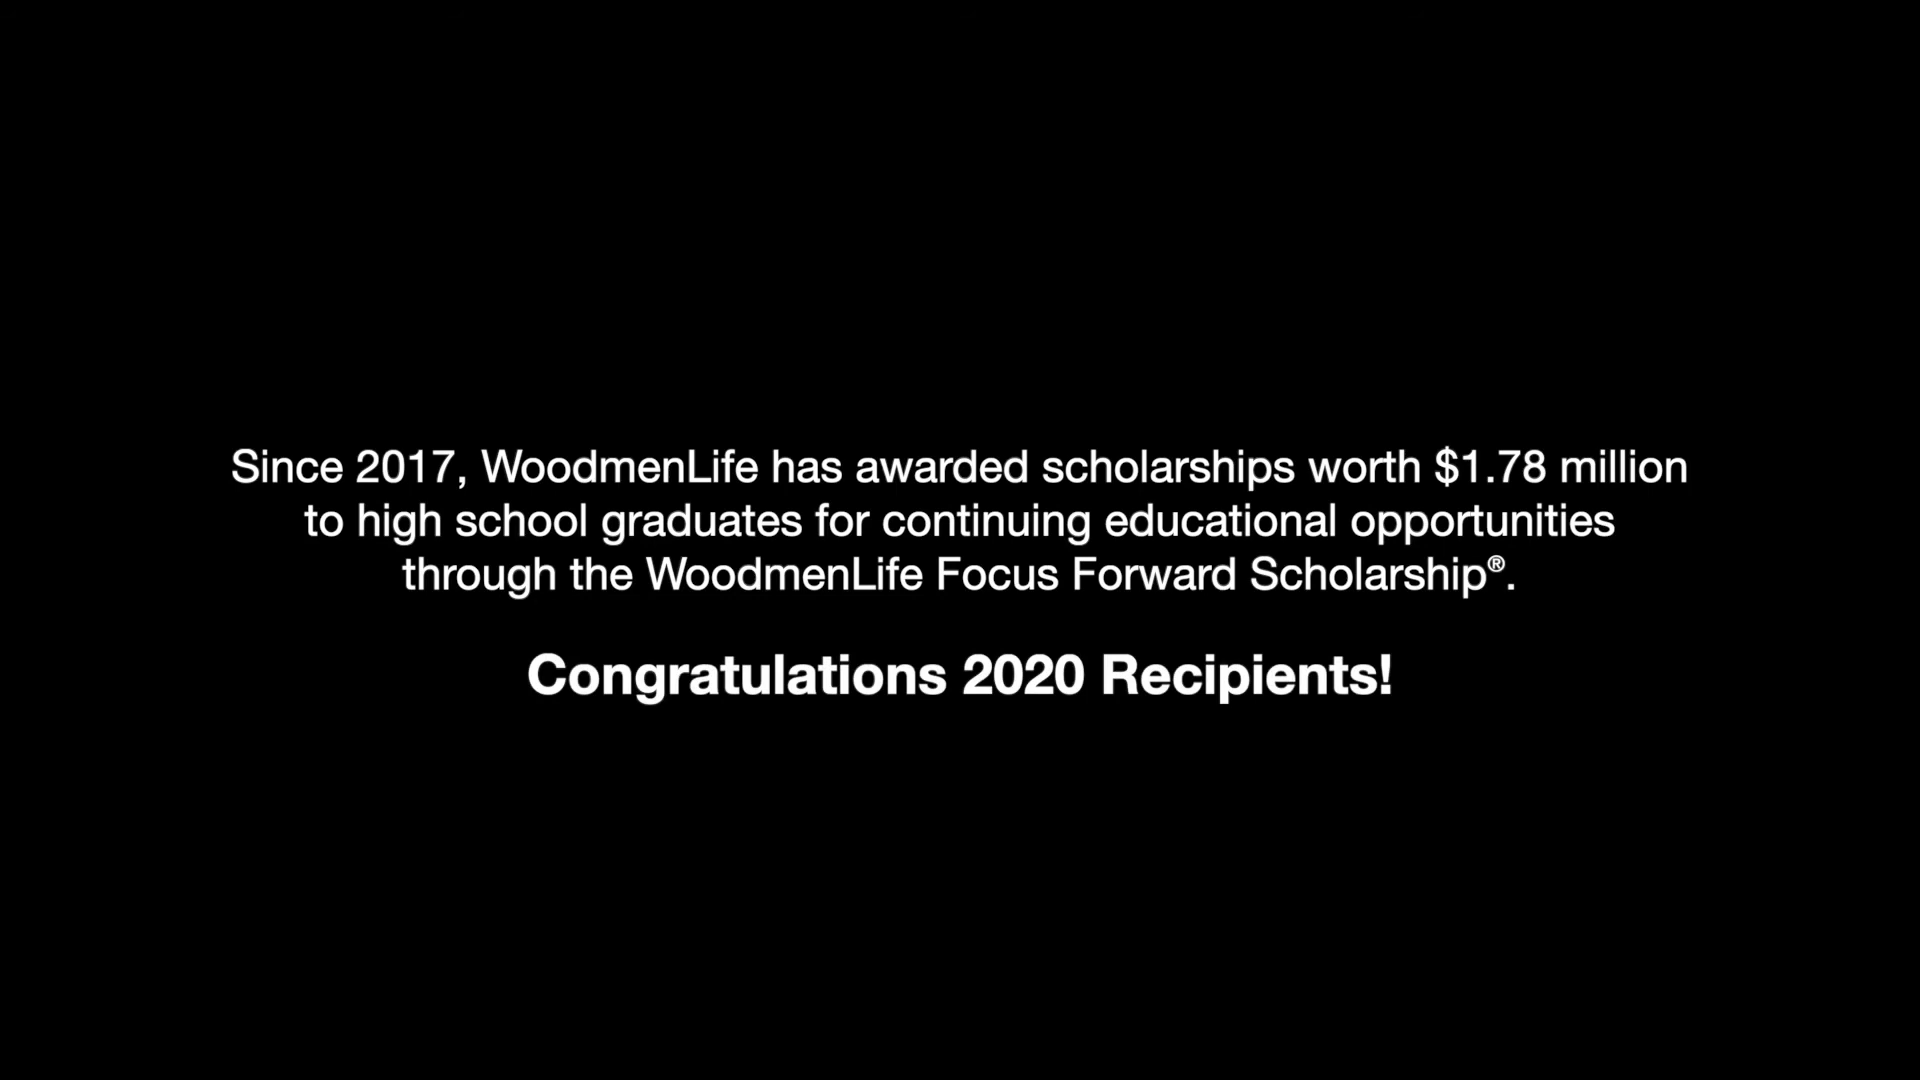 Since 2017, WoodmenLife has awarded scholarships worth $1.78 million
to high school graduates for continuing educational opportunities
through the WoodmenLife Focus Forward Scholarship®.
Congratulations 2020 Recipients!